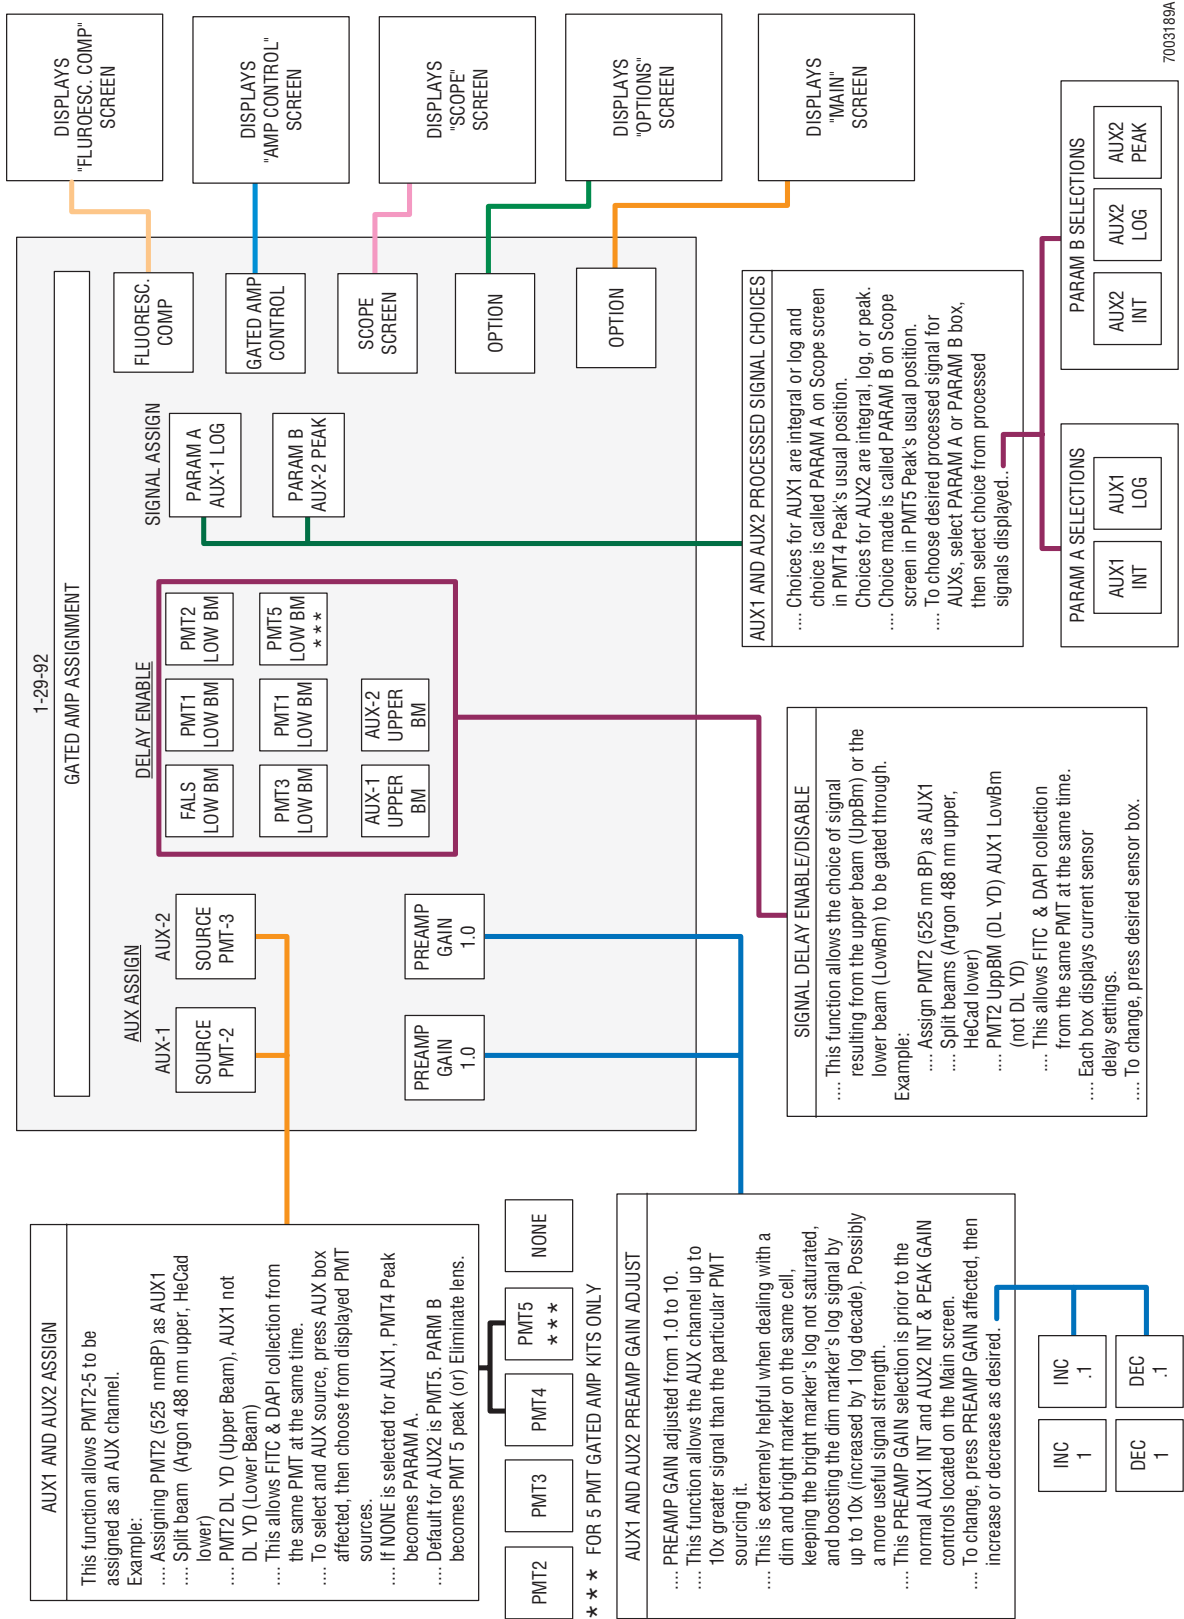 1-29-92
GATED AMP ASSIGNMENT
AUX ASSIGN
AUX-1
AUX-2
SOURCE
PMT-2
SOURCE
PMT-3
PREAMP
GAIN
1.0
PREAMP
GAIN
1.0
DELAY ENABLE
FALS
LOW BM
PMT1
LOW BM
PMT2
LOW BM
PMT3
LOW BM
PMT1
LOW BM
PMT5
LOW BM
***
AUX-1
UPPER
BM
AUX-2
UPPER
BM
SIGNAL ASSIGN
PARAM A
AUX-1 LOG
PARAM B
AUX-2 PEAK
FLUORESC.
COMP
GATED AMP
CONTROL
SCOPE
SCREEN
OPTION
OPTION
DISPLAYS
"FLUROESC. COMP"
SCREEN
DISPLAYS
"AMP CONTROL"
SCREEN
DISPLAYS
"SCOPE"
SCREEN
DISPLAYS
"OPTIONS"
SCREEN
DISPLAYS
"MAIN"
SCREEN
AUX1 AND AUX2 ASSIGN
This function allows PMT2-5 to be
assigned as an AUX channel.
Example:
.... Assigning PMT2 (525 nmBP) as AUX1
.... Split beam (Argon 488 nm upper, HeCad
lower)
.... PMT2 DL YD (Upper Beam), AUX1 not
DL YD (Lower Beam)
.... This allows FITC & DAPI collection from
the same PMT at the same time.
.... To select and AUX source, press AUX box
affected, then choose from displayed PMT
sources.
.... If NONE is selected for AUX1, PMT4 Peak
becomes PARAM A.
.... Default for AUX2 is PMT5. PARM B
becomes PMT 5 peak (or) Eliminate lens.
PMT2
PMT3
PMT4
PMT5
***
NONE
*** FOR 5 PMT GATED AMP KITS ONLY
AUX1 AND AUX2 PREAMP GAIN ADJUST
.... PREAMP GAIN adjusted from 1.0 to 10.
.... This function allows the AUX channel up to
10x greater signal than the particular PMT
sourcing it.
.... This is extremely helpful when dealing with a
dim and bright marker on the same cell,
keeping the bright marker's log not saturated,
and boosting the dim marker's log signal by
up to 10x (increased by 1 log decade). Possibly
a more useful signal strength.
.... This PREAMP GAIN selection is prior to the
normal AUX1 INT and AUX2 INT & PEAK GAIN
controls located on the Main screen.
.... To change, press PREAMP GAIN affected, then
increase or decrease as desired.
INC
1
INC
.1
DEC
1
DEC
.1
SIGNAL DELAY ENABLE/DISABLE
.... This function allows the choice of signal
resulting from the upper beam (UppBm) or the
lower beam (LowBm) to be gated through.
Example:
.... Assign PMT2 (525 nm BP) as AUX1
.... Split beams (Argon 488 nm upper,
HeCad lower)
.... PMT2 UppBM (DL YD) AUX1 LowBm
(not DL YD)
.... This allows FITC & DAPI collection
from the same PMT at the same time.
.... Each box displays current sensor
delay settings.
.... To change, press desired sensor box.
AUX1 AND AUX2 PROCESSED SIGNAL CHOICES
.... Choices for AUX1 are integral or log and
choice is called PARAM A on Scope screen
in PMT4 Peak's usual position.
Choices for AUX2 are integral, log, or peak.
.... Choice made is called PARAM B on Scope
screen in PMT5 Peak's usual position.
.... To choose desired processed signal for
AUXs, select PARAM A or PARAM B box,
then select choice from processed
signals displayed..
PARAM A SELECTIONS
AUX1
INT
AUX1
LOG
PARAM B SELECTIONS
AUX2
INT
AUX2
LOG
AUX2
PEAK
7003189A